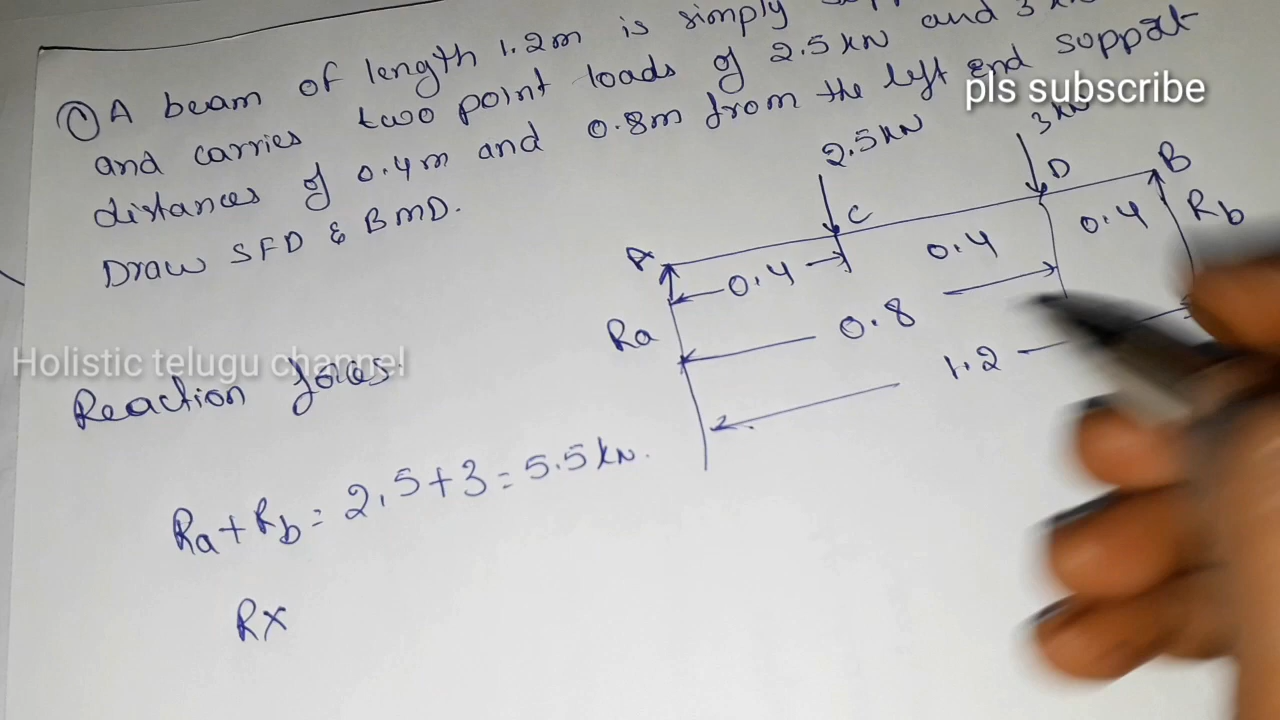 ① A beam of length 1.2m is simply
and carries two point loads of 2.5 kN and 3
distances of 0.4m and 0.8m from the left end support
Draw SFD & BMD.
pls subscribe
2.5 kN
3 kN
A
C
D
B
0.4
0.4
0.4
Ra
Rb
0.8
1.2
Holistic telugu channel
Reaction forces
Ra + Rb = 2.5 + 3 = 5.5 kN.
RX